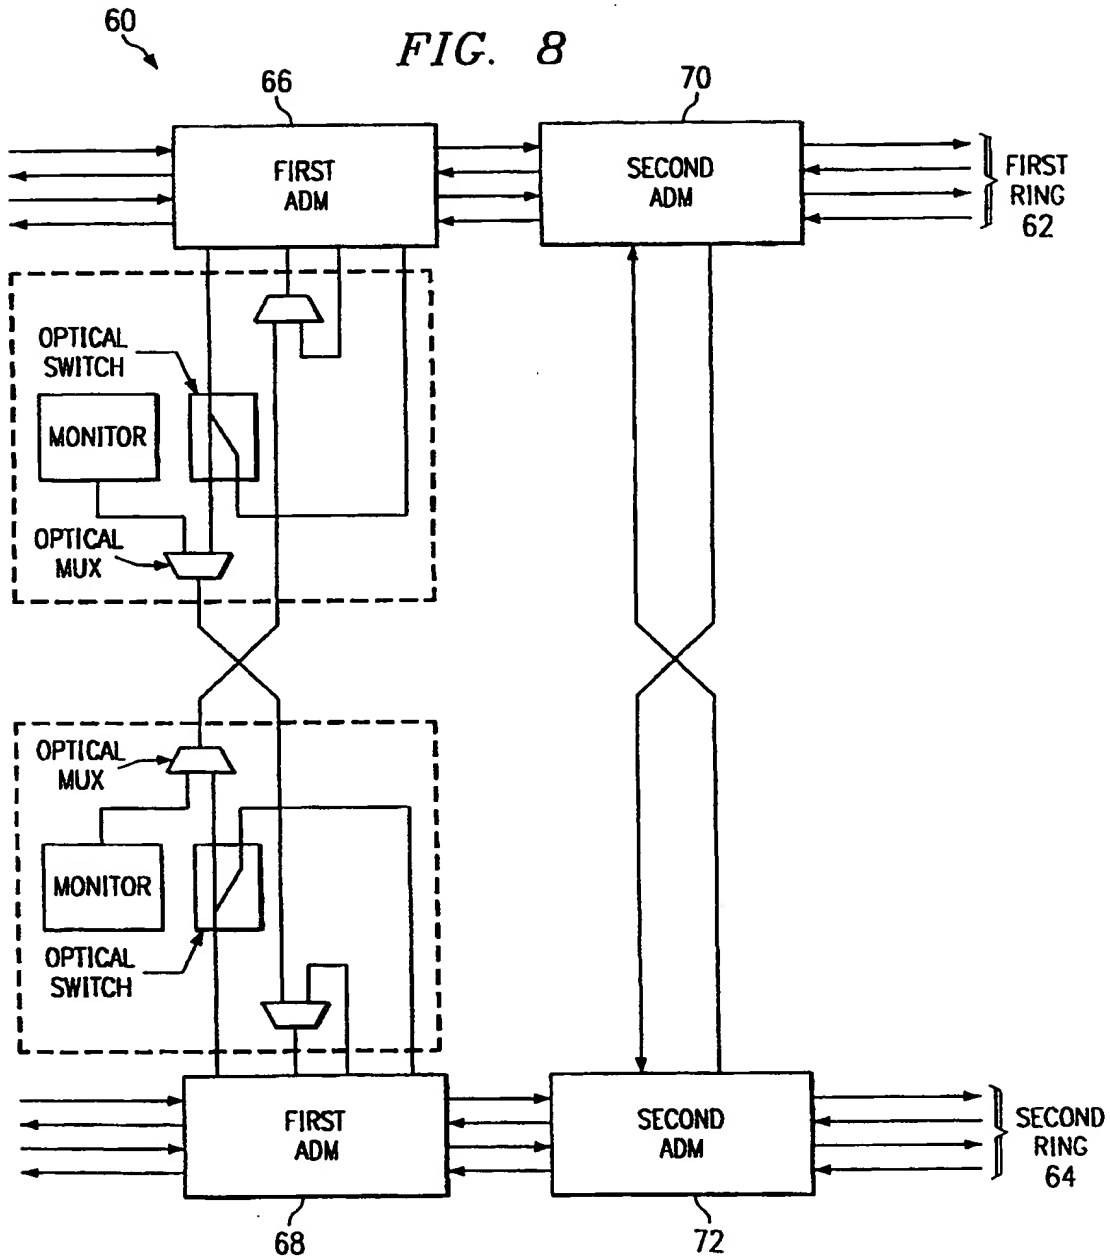 60
FIG. 8
66
70
FIRST
ADM
SECOND
ADM
FIRST
RING
62
OPTICAL
SWITCH
MONITOR
OPTICAL
MUX
OPTICAL
MUX
MONITOR
OPTICAL
SWITCH
FIRST
ADM
SECOND
ADM
SECOND
RING
64
68
72